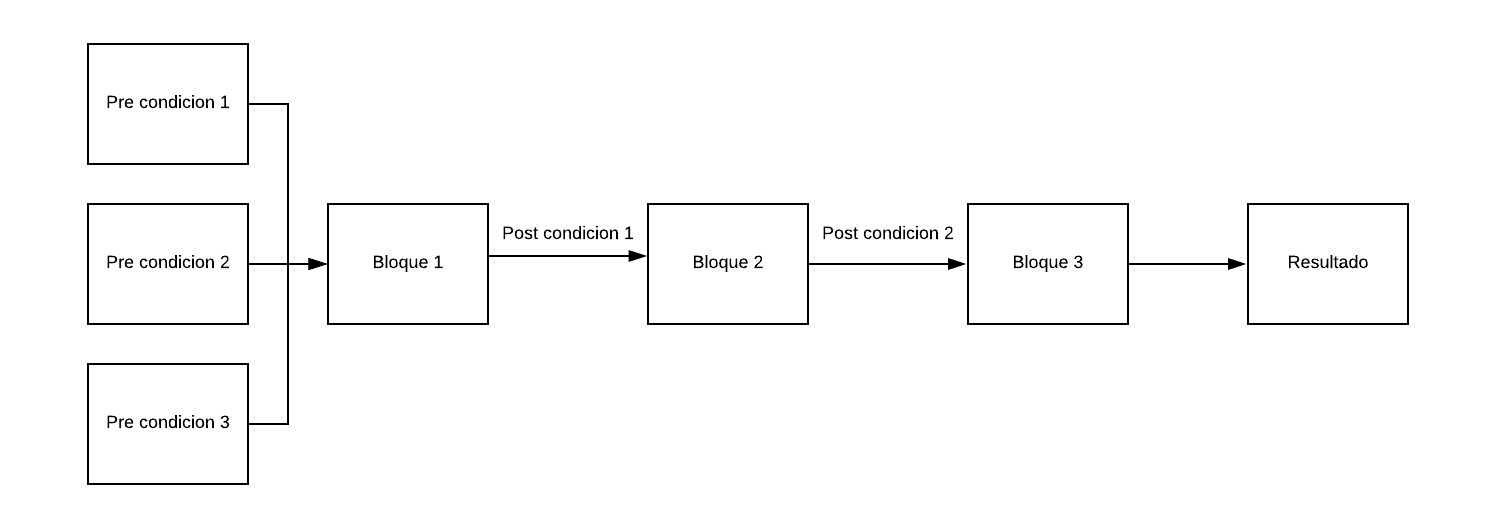 Pre condicion 1
Pre condicion 2
Pre condicion 3
Bloque 1
Post condicion 1
Bloque 2
Post condicion 2
Bloque 3
Resultado